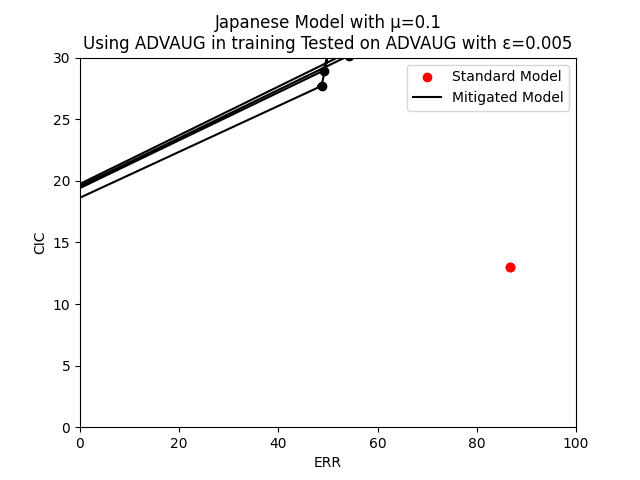 Japanese Model with μ=0.1
Using ADVAUG in training Tested on ADVAUG with ε=0.005
30
25
20
15
10
5
0
CIC
Standard Model
Mitigated Model
0 20 40 60 80 100
ERR